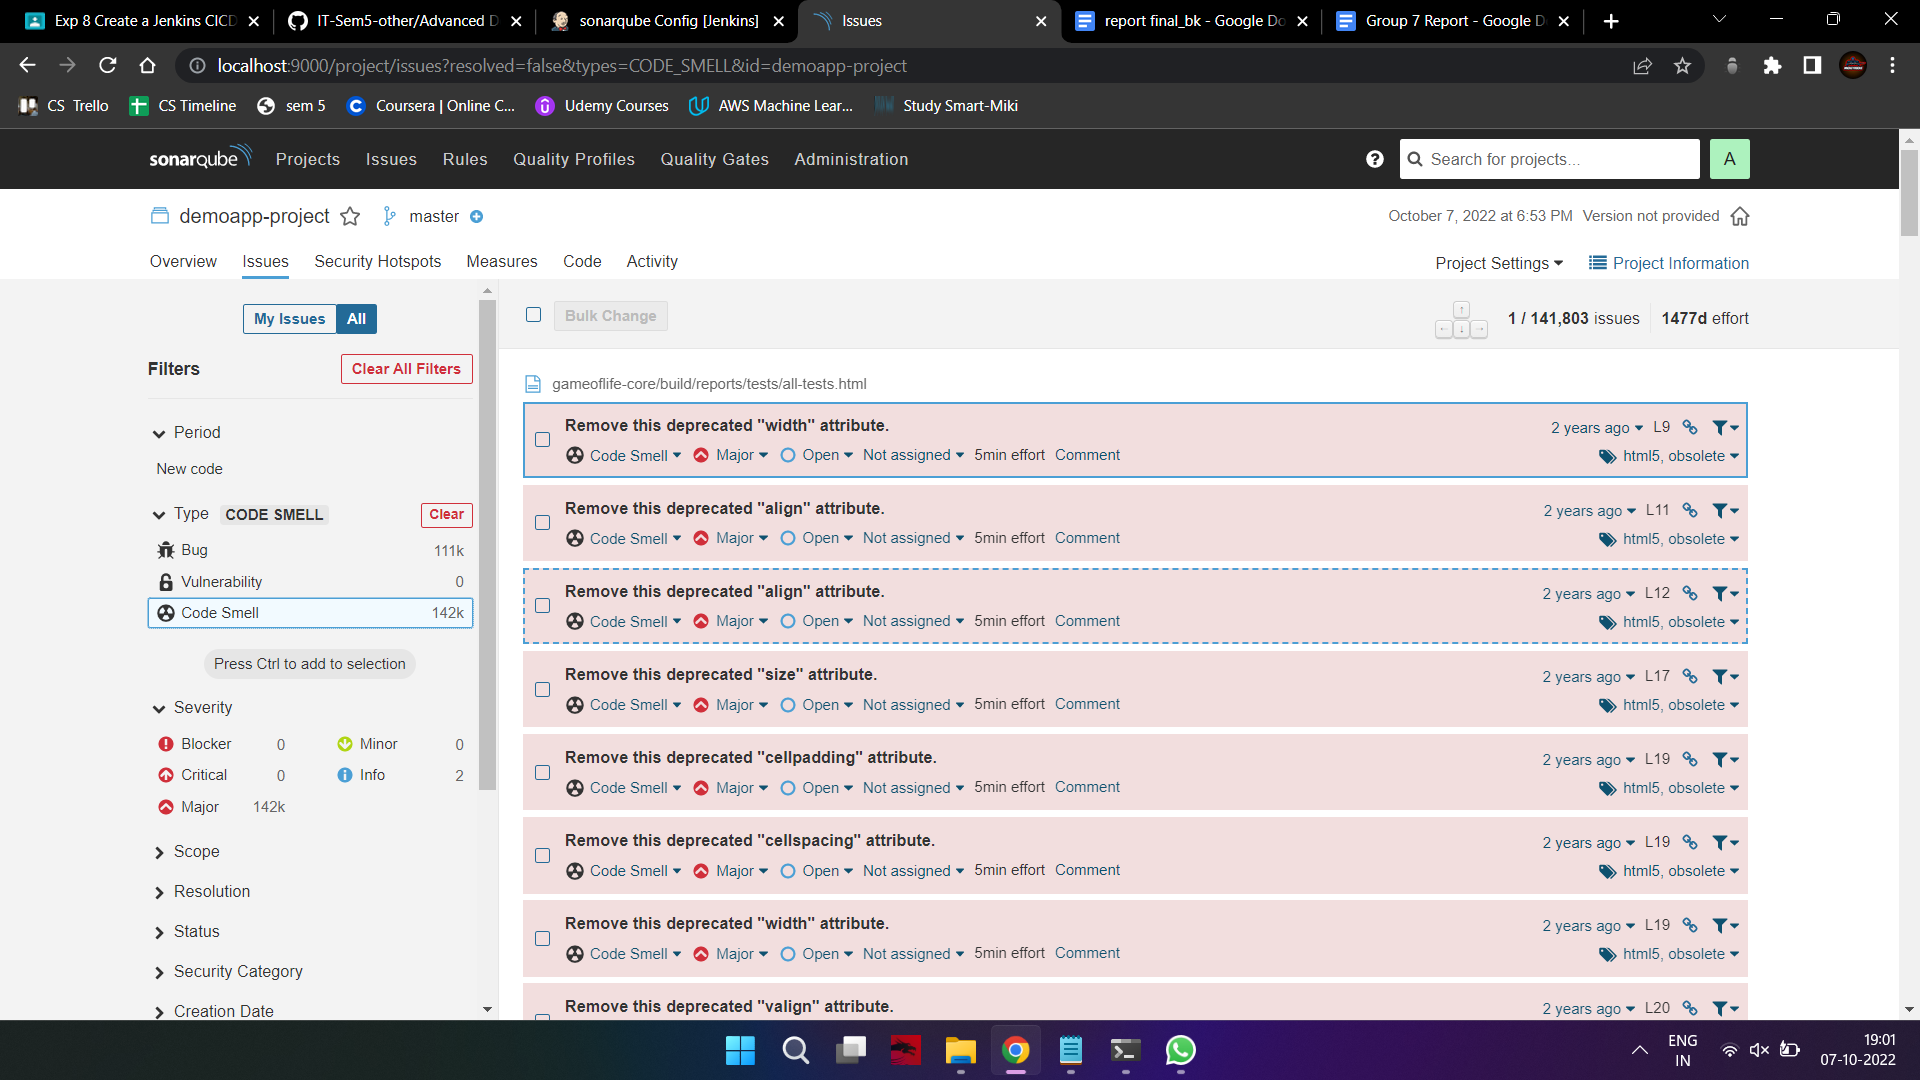 Exp 8 Create a Jenkins CICD
IT-Sem5-other/Advanced D
sonarqube Config [Jenkins]
Issues
report final_bk - Google Do
Group 7 Report - Google D
localhost:9000/project/issues?resolved=false&types=CODE_SMELL&id=demoapp-project
CS Trello
CS Timeline
sem 5
Coursera | Online C...
Udemy Courses
AWS Machine Lear...
Study Smart-Miki
sonarqube
Projects
Issues
Rules
Quality Profiles
Quality Gates
Administration
Search for projects...
A
demoapp-project
master
October 7, 2022 at 6:53 PM Version not provided
Overview
Issues
Security Hotspots
Measures
Code
Activity
Project Settings
Project Information
My Issues All
Bulk Change
1 / 141,803 issues
1477d effort
Filters
Clear All Filters
Period
New code
Type CODE SMELL Clear
Bug 111k
Vulnerability 0
Code Smell 142k
Press Ctrl to add to selection
Severity
Blocker 0
Minor 0
Critical 0
Info 2
Major 142k
Scope
Resolution
Status
Security Category
Creation Date
gameoflife-core/build/reports/tests/all-tests.html
Remove this deprecated "width" attribute.
2 years ago L9
Code Smell Major Open Not assigned 5min effort Comment
html5, obsolete
Remove this deprecated "align" attribute.
2 years ago L11
Code Smell Major Open Not assigned 5min effort Comment
html5, obsolete
Remove this deprecated "align" attribute.
2 years ago L12
Code Smell Major Open Not assigned 5min effort Comment
html5, obsolete
Remove this deprecated "size" attribute.
2 years ago L17
Code Smell Major Open Not assigned 5min effort Comment
html5, obsolete
Remove this deprecated "cellpadding" attribute.
2 years ago L19
Code Smell Major Open Not assigned 5min effort Comment
html5, obsolete
Remove this deprecated "cellspacing" attribute.
2 years ago L19
Code Smell Major Open Not assigned 5min effort Comment
html5, obsolete
Remove this deprecated "width" attribute.
2 years ago L19
Code Smell Major Open Not assigned 5min effort Comment
html5, obsolete
Remove this deprecated "valign" attribute.
2 years ago L20
ENG
IN
19:01
07-10-2022